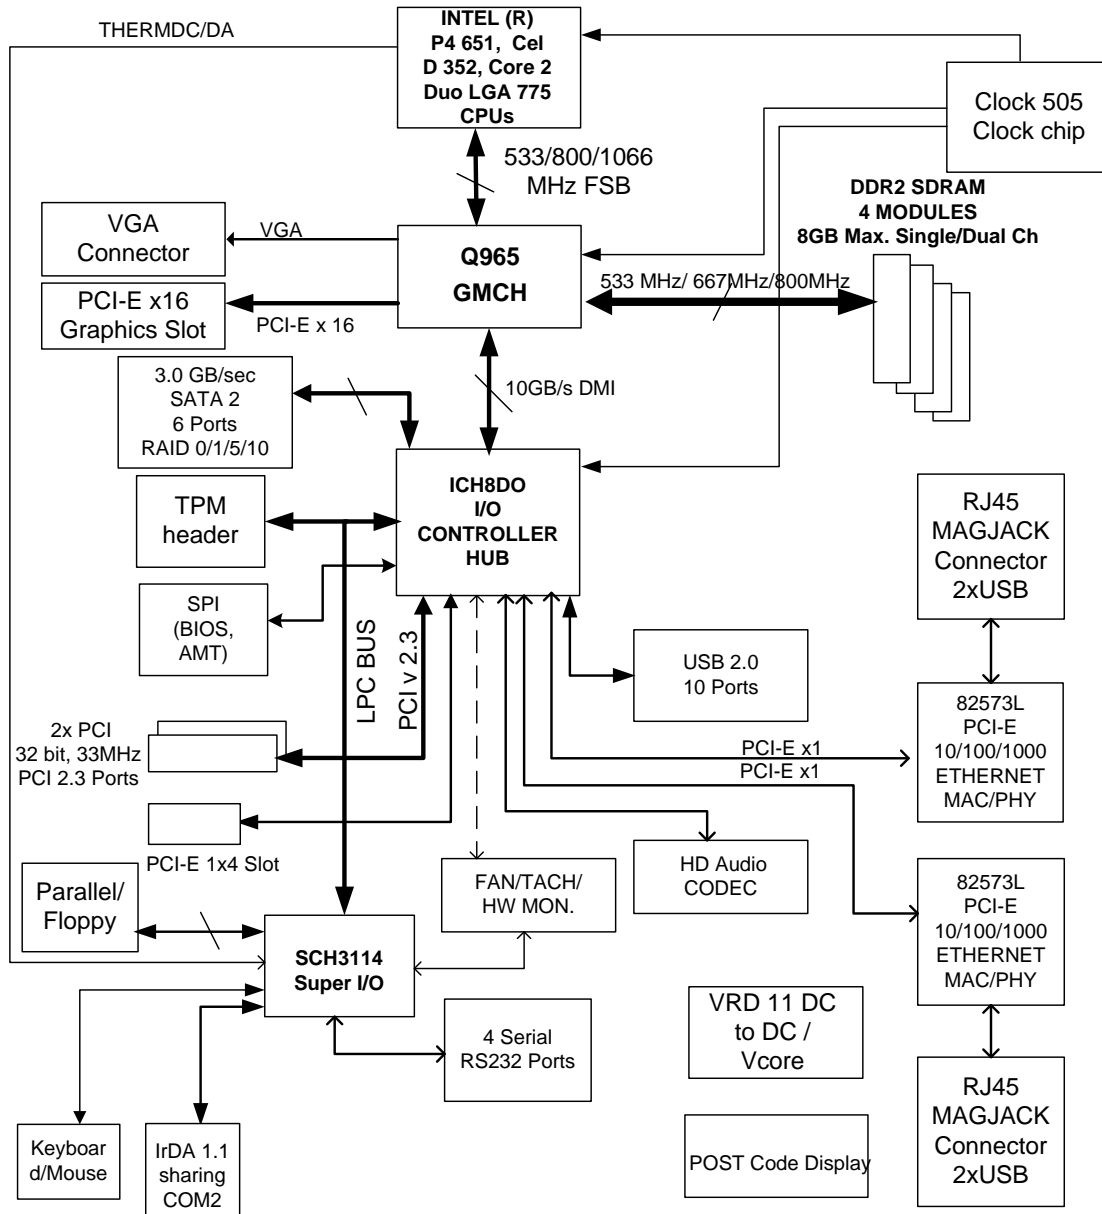 THERMDC/DA
INTEL (R)
P4 651,  Cel
D 352, Core 2
Duo LGA 775
CPUs
Clock 505
Clock chip
533/800/1066
MHz FSB
DDR2 SDRAM
4 MODULES
8GB Max. Single/Dual Ch
VGA
Connector
VGA
Q965
GMCH
533 MHz/ 667MHz/800MHz
PCI-E x16
Graphics Slot
PCI-E x 16
3.0 GB/sec
SATA 2
6 Ports
RAID 0/1/5/10
10GB/s DMI
ICH8DO
I/O
CONTROLLER
HUB
TPM
header
RJ45
MAGJACK
Connector
2xUSB
SPI
(BIOS,
AMT)
LPC BUS
PCI v 2.3
USB 2.0
10 Ports
82573L
PCI-E
10/100/1000
ETHERNET
MAC/PHY
2x PCI
32 bit, 33MHz
PCI 2.3 Ports
PCI-E x1
PCI-E x1
PCI-E 1x4 Slot
FAN/TACH/
HW MON.
HD Audio
CODEC
82573L
PCI-E
10/100/1000
ETHERNET
MAC/PHY
Parallel/
Floppy
SCH3114
Super I/O
4 Serial
RS232 Ports
VRD 11 DC
to DC /
Vcore
RJ45
MAGJACK
Connector
2xUSB
Keyboar
d/Mouse
IrDA 1.1
sharing
COM2
POST Code Display